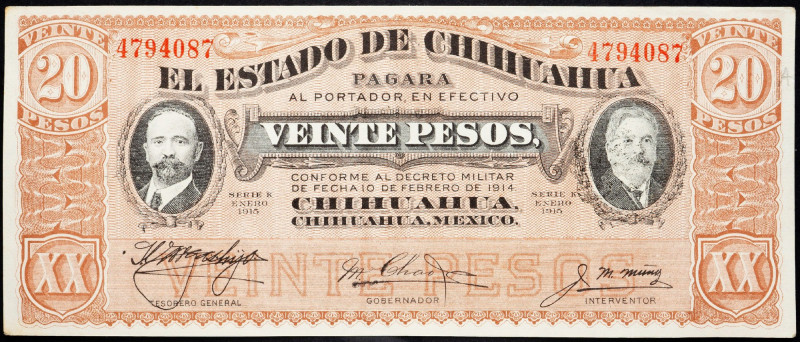 VEINTE
20
PESOS
4794087
4794087
VEINTE
20
PESOS
EL ESTADO DE CHIHUAHUA
PAGARA
AL PORTADOR, EN EFECTIVO
VEINTE PESOS,
CONFORME AL DECRETO MILITAR
DE FECHA 10 DE FEBRERO DE 1914
CHIHUAHUA,
CHIHUAHUA, MEXICO.
SERIE K
ENERO
1915
SERIE K
ENERO
1915
XX
VEINTE PESOS
XX
M. Chao
J. M. Muñoz
TESORERO GENERAL
GOBERNADOR
INTERVENTOR